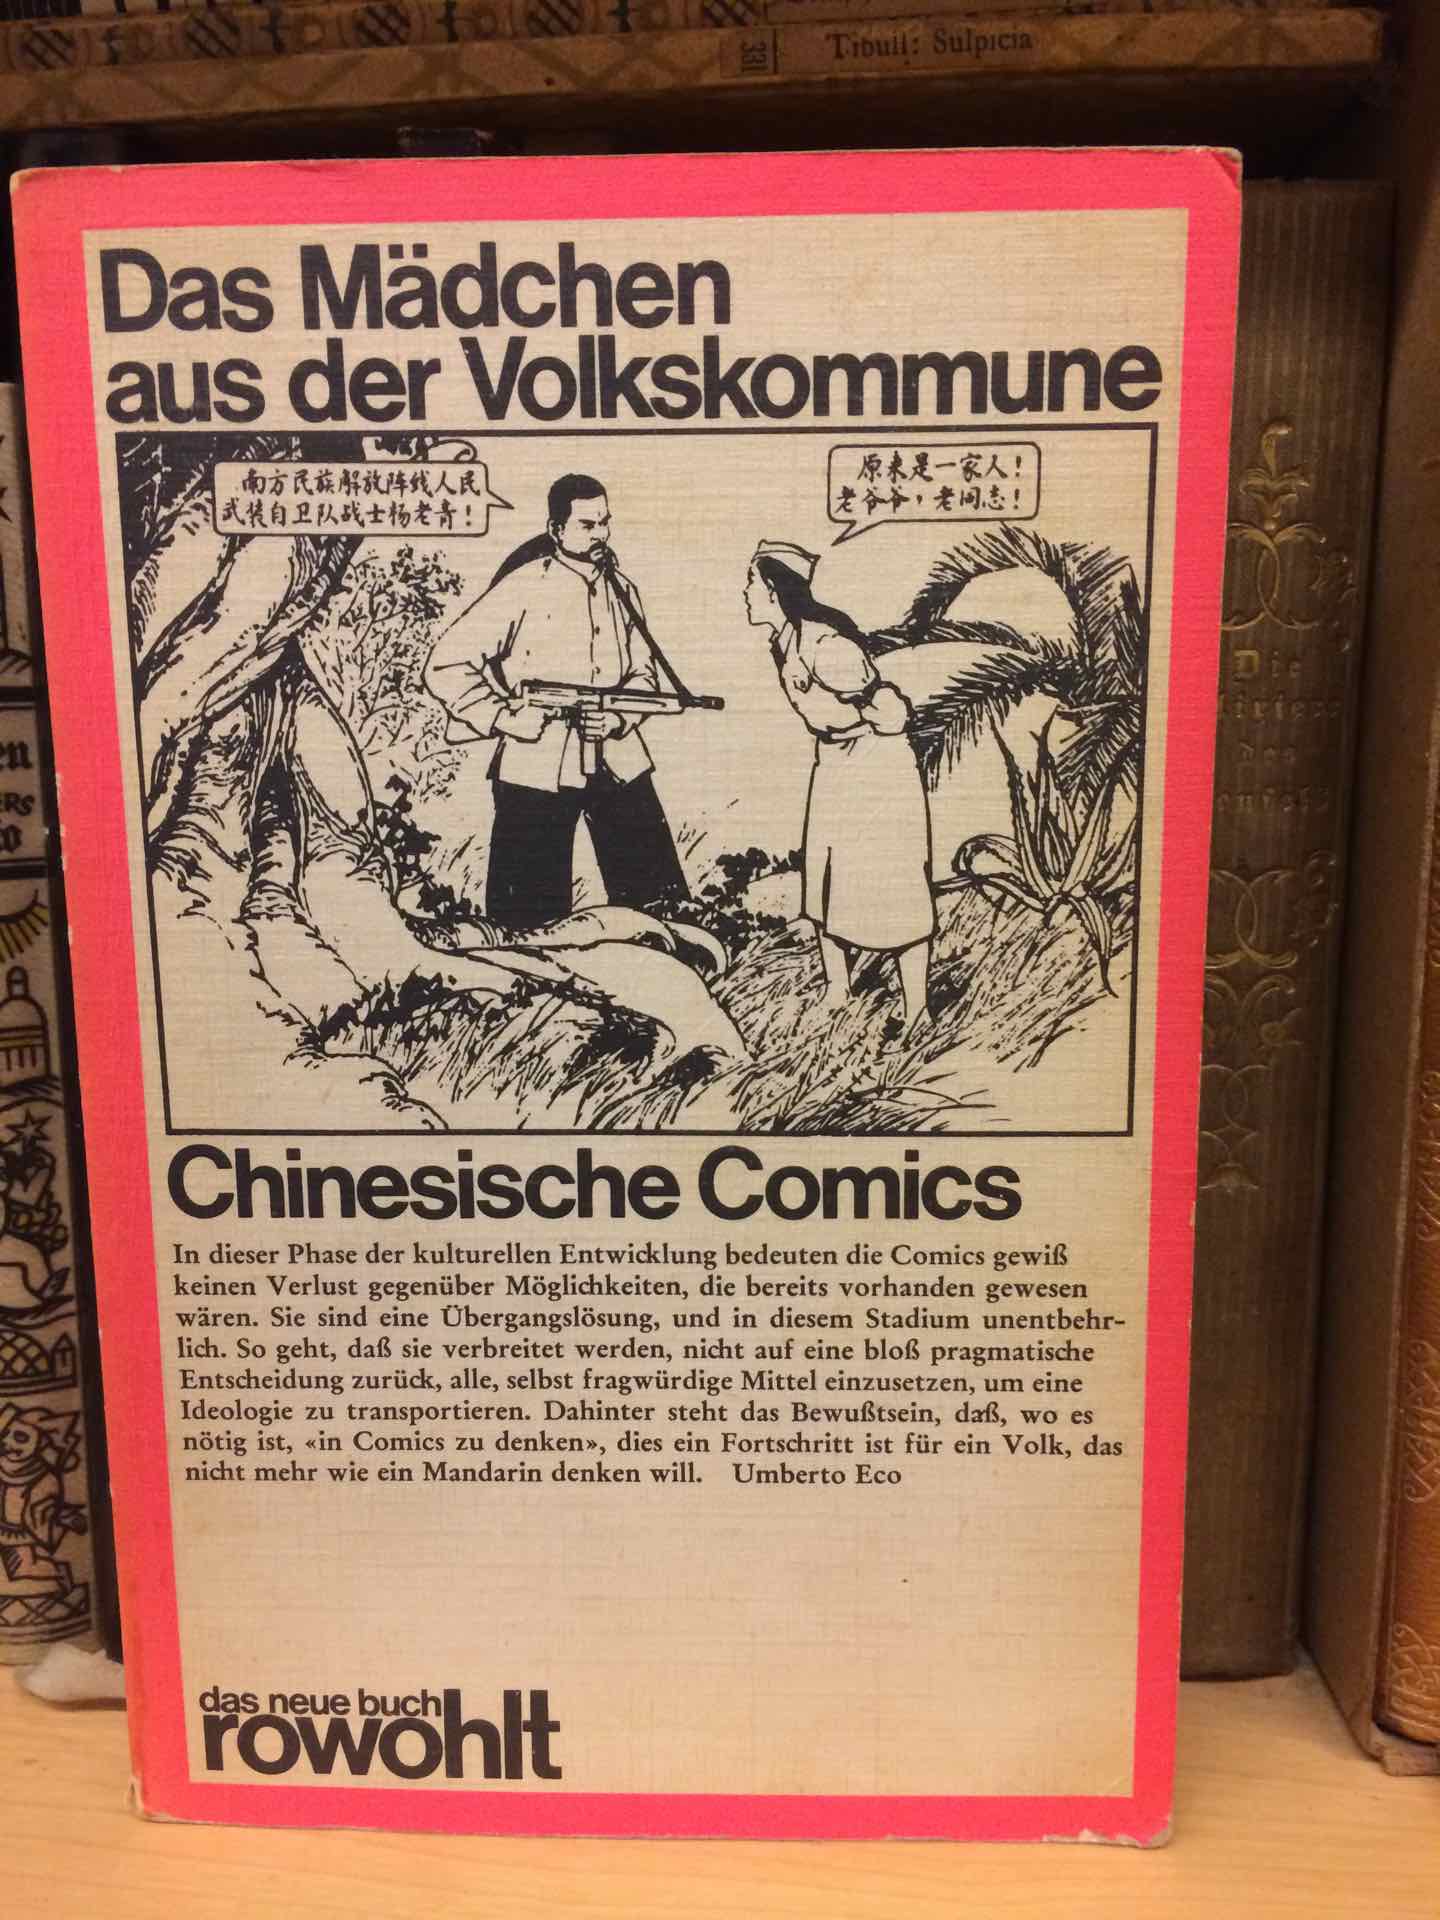 331 Tibull: Sulpicia
Das Mädchen
aus der Volkskommune
南方民族解放阵线人民
武装自卫队战士杨老青!
原来是一家人!
老爷爷,老同志!
Chinesische Comics
In dieser Phase der kulturellen Entwicklung bedeuten die Comics gewiß
keinen Verlust gegenüber Möglichkeiten, die bereits vorhanden gewesen
wären. Sie sind eine Übergangslösung, und in diesem Stadium unentbehr-
lich. So geht, daß sie verbreitet werden, nicht auf eine bloß pragmatische
Entscheidung zurück, alle, selbst fragwürdige Mittel einzusetzen, um eine
Ideologie zu transportieren. Dahinter steht das Bewußtsein, daß, wo es
nötig ist, «in Comics zu denken», dies ein Fortschritt ist für ein Volk, das
nicht mehr wie ein Mandarin denken will. Umberto Eco
das neue buch
rowohlt
Die
des